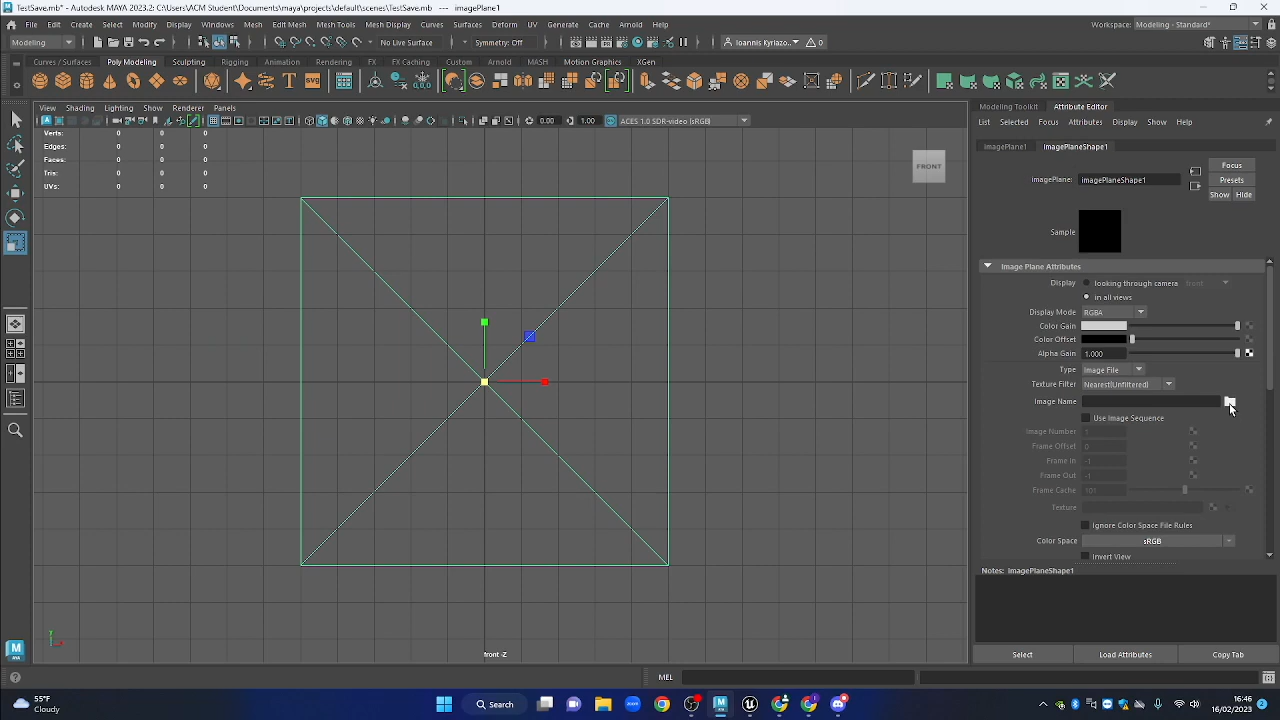 TestSave.mb* - Autodesk MAYA 2023.2: D:\Users\ACM Student\Documents\maya\projects\default\scenes\TestSave.mb --- imagePlane1
File Edit Create Select Modify Display Windows Mesh Edit Mesh Mesh Tools Mesh Display Curves Surfaces Deform UV Generate Cache Arnold Help
Workspace: Modeling - Standard*
Modeling
No Live Surface
Symmetry: Off
Ioannis Kyriazo...
0
Curves / Surfaces Poly Modeling Sculpting Rigging Animation Rendering FX FX Caching Custom Arnold MASH Motion Graphics XGen
View Shading Lighting Show Renderer Panels
0.00 1.00 ACES 1.0 SDR-video (sRGB)
Verts: 0 0 0
Edges: 0 0 0
Faces: 0 0 0
Tris: 0 0 0
UVs: 0 0 0
FRONT
front -Z
Modeling Toolkit Attribute Editor
List Selected Focus Attributes Display Show Help
imagePlane1 imagePlaneShape1
imagePlane: imagePlaneShape1
Focus
Presets
Show Hide
Sample
Image Plane Attributes
Display looking through camera front
in all views
Display Mode RGBA
Color Gain
Color Offset
Alpha Gain 1.000
Type Image File
Texture Filter Nearest(Unfiltered)
Image Name
Use Image Sequence
Image Number 1
Frame Offset 0
Frame In -1
Frame Out -1
Frame Cache 101
Texture
Ignore Color Space File Rules
Color Space sRGB
Invert View
Notes: imagePlaneShape1
Select Load Attributes Copy Tab
MEL
55°F
Cloudy
Search
16:46
16/02/2023